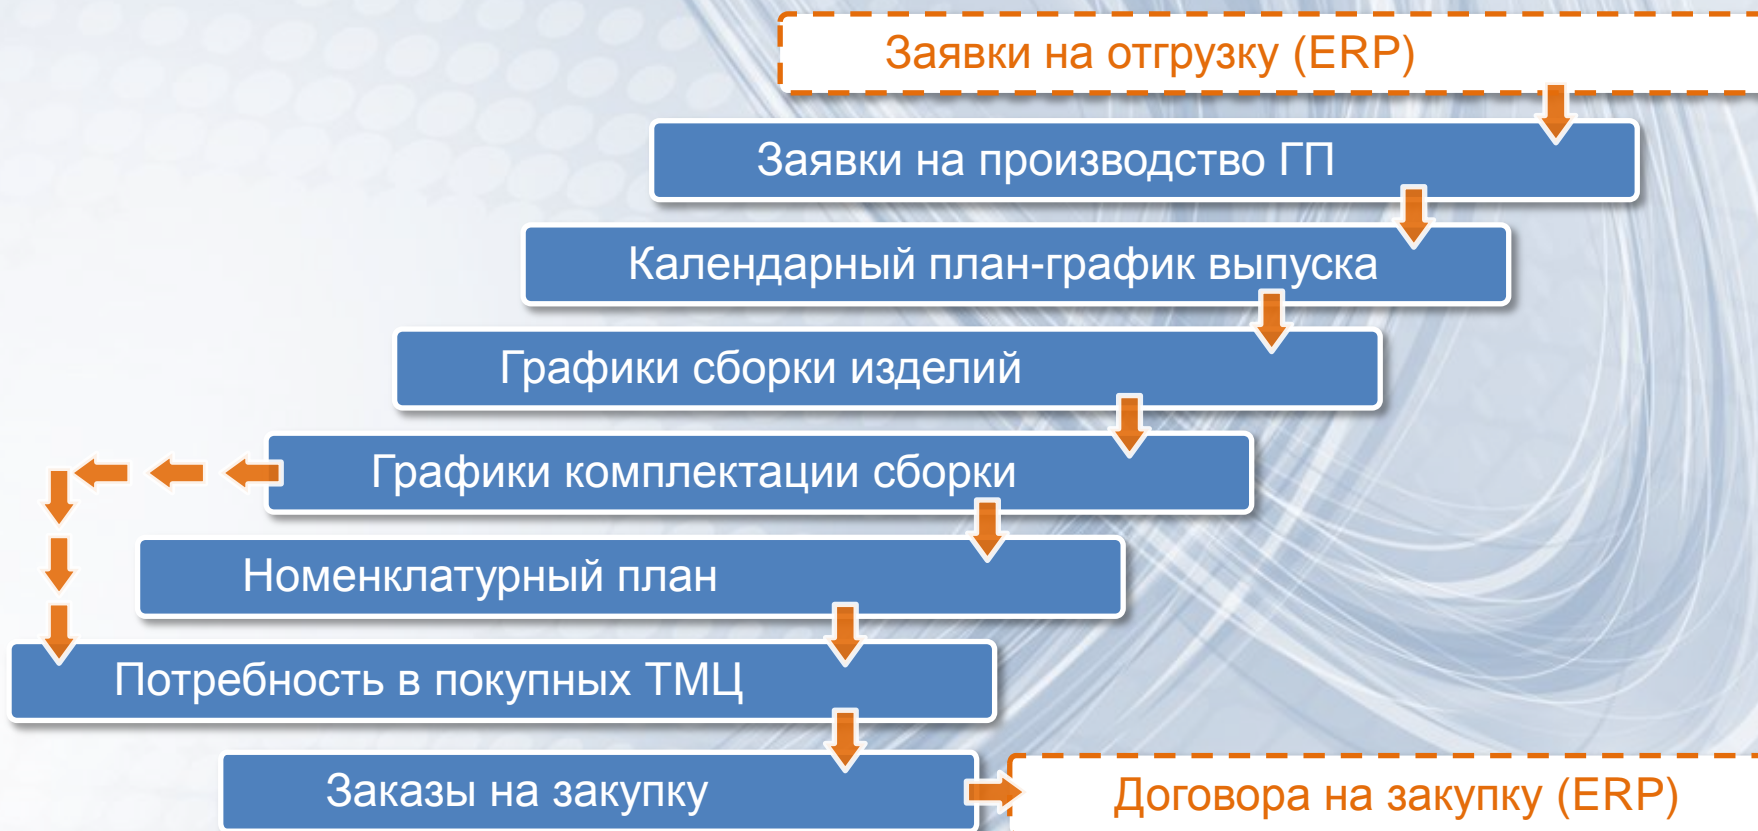 Заявки на отгрузку (ERP)
Заявки на производство ГП
Календарный план-график выпуска
Графики сборки изделий
Графики комплектации сборки
Номенклатурный план
Потребность в покупных ТМЦ
Заказы на закупку
Договора на закупку (ERP)